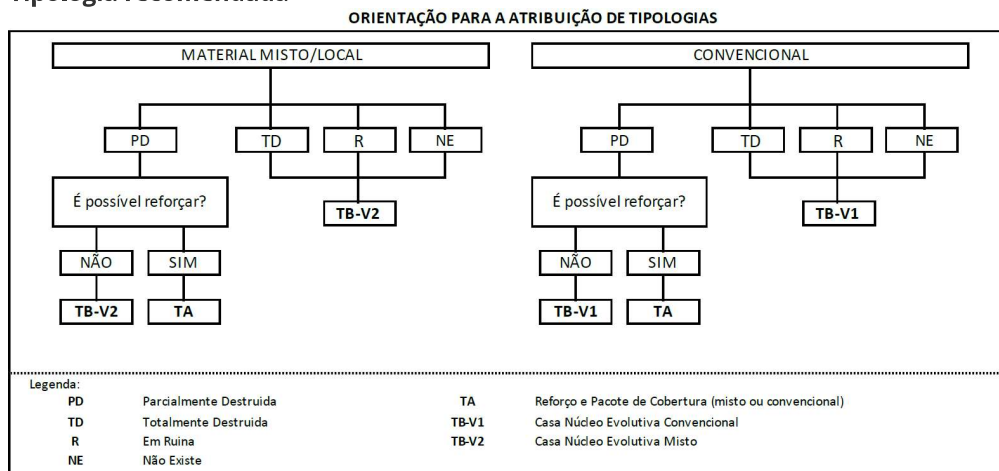 Tipologia recomendada
ORIENTAÇÃO PARA A ATRIBUIÇÃO DE TIPOLOGIAS
MATERIAL MISTO/LOCAL
CONVENCIONAL
PD
TD
R
NE
PD
TD
R
NE
É possível reforçar?
TB-V2
É possível reforçar?
TB-V1
NÃO
SIM
NÃO
SIM
TB-V2
TA
TB-V1
TA
Legenda:
PD Parcialmente Destruida
TA Reforço e Pacote de Cobertura (misto ou convencional)
TD Totalmente Destruida
TB-V1 Casa Núcleo Evolutiva Convencional
R Em Ruina
TB-V2 Casa Núcleo Evolutiva Misto
NE Não Existe